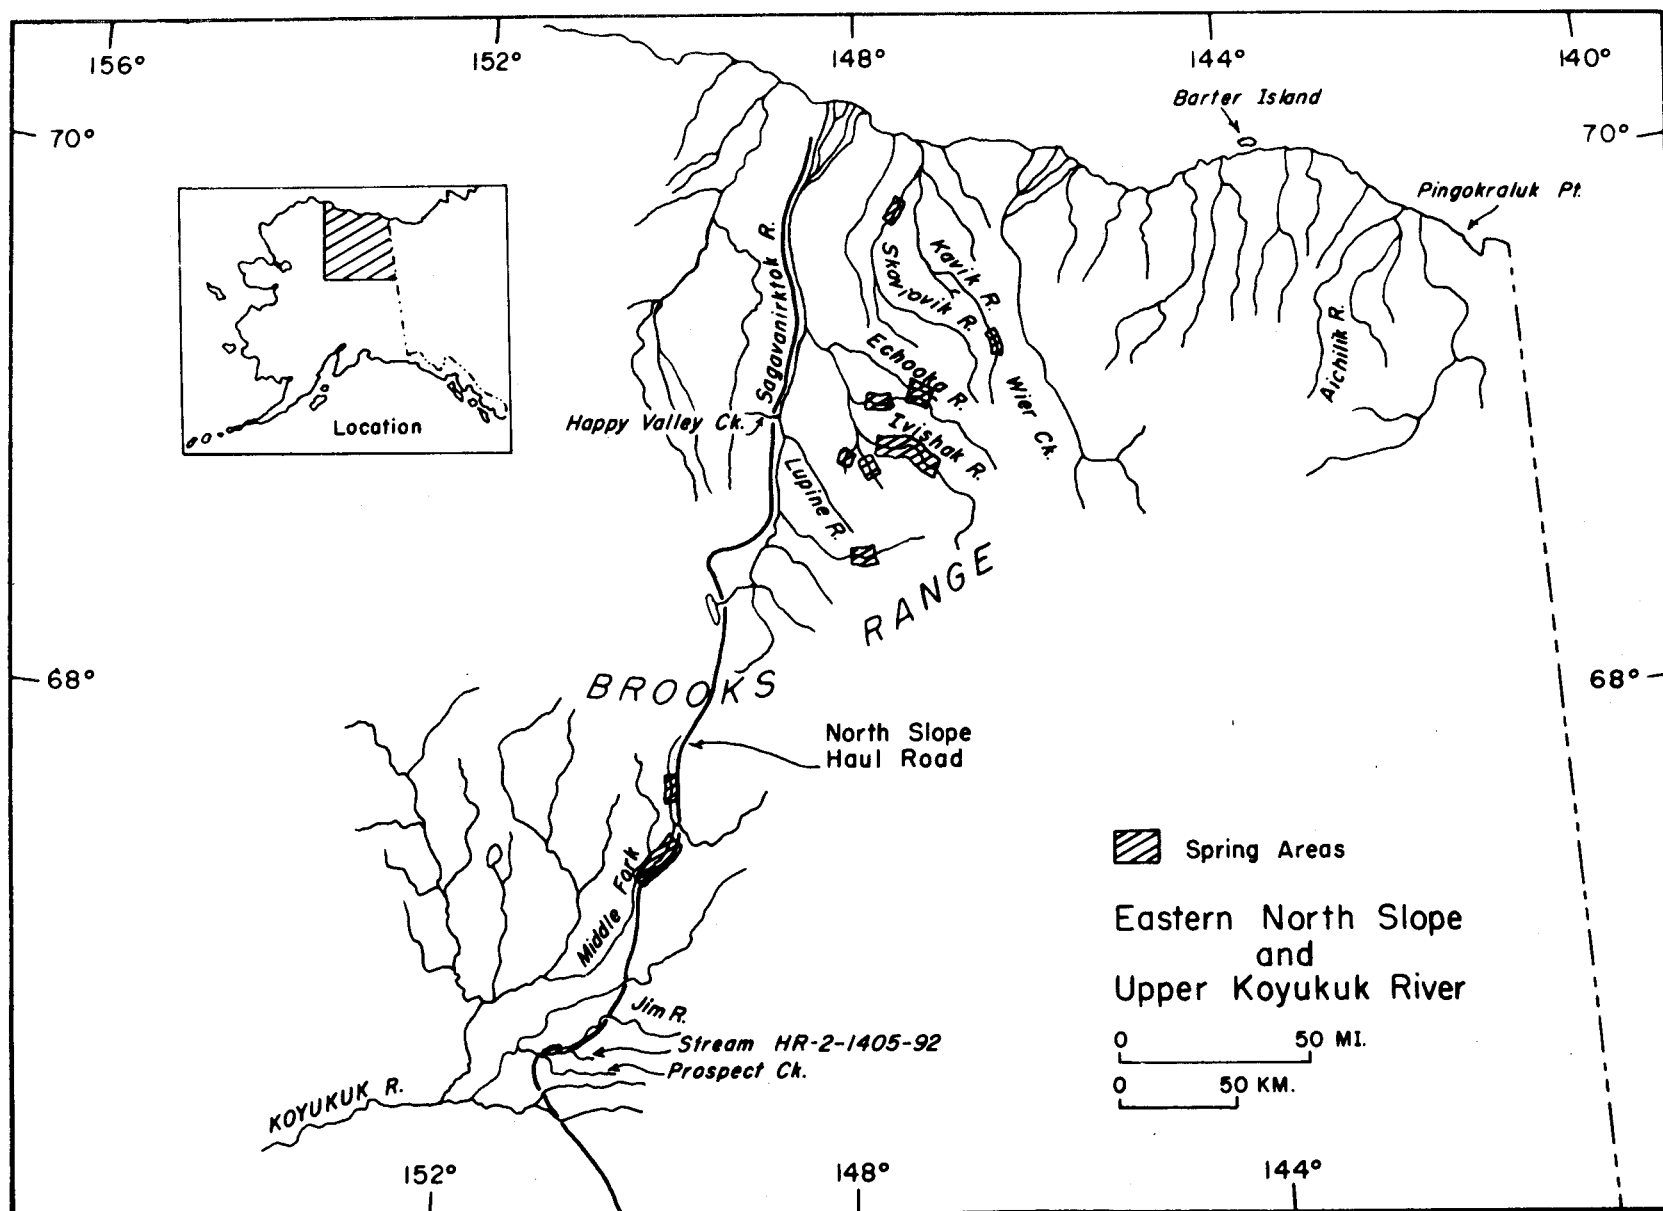 156°
152°
148°
144°
140°
Barter Island
70°
70°
Pingokraluk Pt.
Sagavanirktok R.
Kavik R.
Skaviovik R.
Echooka R.
Ivishak R.
Wier Ck.
Aichilik R.
Location
Happy Valley Ck.
Lupine R.
BROOKS RANGE
68°
68°
North Slope
Haul Road
Middle Fork
Spring Areas
Eastern North Slope
and
Upper Koyukuk River
Jim R.
Stream HR-2-1405-92
Prospect Ck.
0 50 MI.
0 50 KM.
KOYUKUK R.
152°
148°
144°